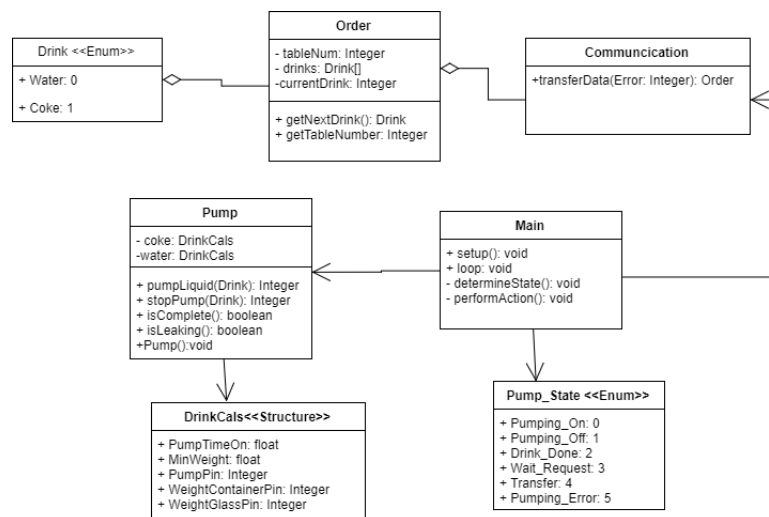 Drink <<Enum>>
+ Water: 0
+ Coke: 1
Order
- tableNum: Integer
- drinks: Drink[]
-currentDrink: Integer
+ getNextDrink(): Drink
+ getTableNumber: Integer
Communcication
+transferData(Error: Integer): Order
Pump
- coke: DrinkCals
-water: DrinkCals
+ pumpLiquid(Drink): Integer
+ stopPump(Drink): Integer
+ isComplete(): boolean
+ isLeaking(): boolean
+Pump():void
Main
+ setup(): void
+ loop: void
- determineState(): void
- performAction(): void
DrinkCals<<Structure>>
+ PumpTimeOn: float
+ MinWeight: float
+ PumpPin: Integer
+ WeightContainerPin: Integer
+ WeightGlassPin: Integer
Pump_State <<Enum>>
+ Pumping_On: 0
+ Pumping_Off: 1
+ Drink_Done: 2
+ Wait_Request: 3
+ Transfer: 4
+ Pumping_Error: 5